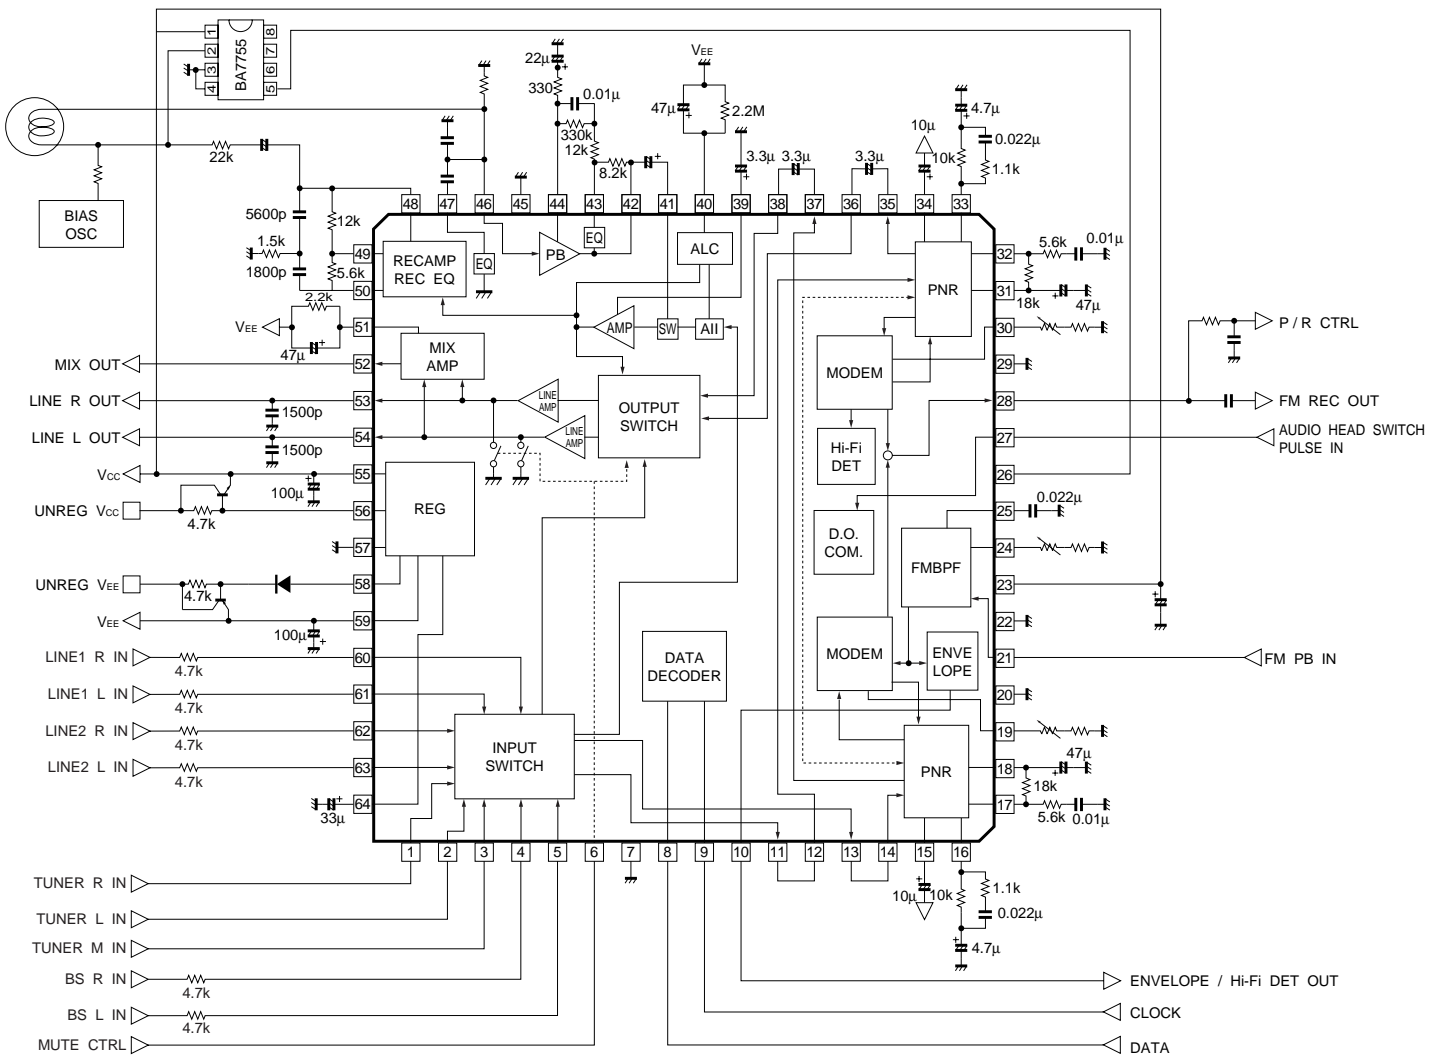 1
2
3
4
BA7755
8
7
6
5
22µ
330
0.01µ
330k
12k
8.2k
VEE
47µ
2.2M
3.3µ
3.3µ
3.3µ
10µ
10k
4.7µ
0.022µ
1.1k
22k
BIAS
OSC
5600p
12k
1.5k
1800p
5.6k
2.2k
VEE
47µ
48
47
46
45
44
43
42
41
40
39
38
37
36
35
34
33
49
50
51
52
53
54
55
56
57
58
59
60
61
62
63
64
RECAMP
REC EQ
EQ
PB
EQ
ALC
AMP
SW
All
MIX
AMP
LINE
AMP
LINE
AMP
OUTPUT
SWITCH
PNR
MODEM
Hi-Fi
DET
D.O.
COM.
FMBPF
MODEM
ENVE
LOPE
PNR
REG
DATA
DECODER
INPUT
SWITCH
32
31
30
29
28
27
26
25
24
23
22
21
20
19
18
17
5.6k
0.01µ
18k
47µ
P / R CTRL
FM REC OUT
AUDIO HEAD SWITCH
PULSE IN
0.022µ
FM PB IN
47µ
18k
5.6k
0.01µ
MIX OUT
LINE R OUT
1500p
LINE L OUT
1500p
VCC
100µ
UNREG VCC
4.7k
UNREG VEE
4.7k
VEE
100µ
LINE1 R IN
4.7k
LINE1 L IN
4.7k
LINE2 R IN
4.7k
LINE2 L IN
4.7k
33µ
1
2
3
4
5
6
7
8
9
10
11
12
13
14
15
16
TUNER R IN
TUNER L IN
TUNER M IN
BS R IN
4.7k
BS L IN
4.7k
MUTE CTRL
10µ
10k
1.1k
0.022µ
4.7µ
ENVELOPE / Hi-Fi DET OUT
CLOCK
DATA